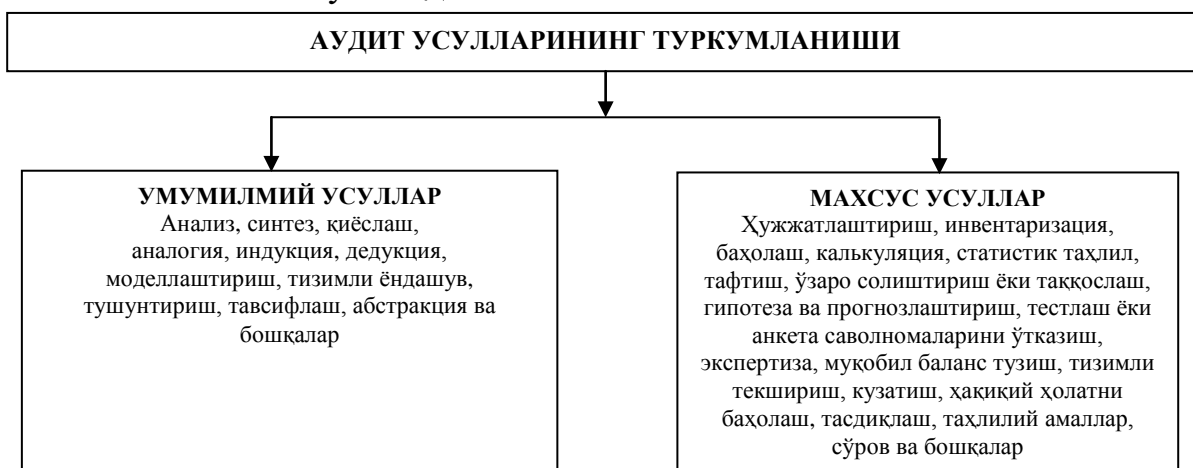 АУДИТ УСУЛЛАРИНИНГ ТУРКУМЛАНИШИ
УМУМИЛМИЙ УСУЛЛАР
Анализ, синтез, қиёслаш,
аналогия, индукция, дедукция,
моделлаштириш, тизимли ёндашув,
тушунтириш, тавсифлаш, абстракция ва
бошқалар
МАХСУС УСУЛЛАР
Ҳужжатлаштириш, инвентаризация,
баҳолаш, калькуляция, статистик таҳлил,
тафтиш, ўзаро солиштириш ёки таққослаш,
гипотеза ва прогнозлаштириш, тестлаш ёки
анкета саволномаларини ўтказиш,
экспертиза, муқобил баланс тузиш, тизимли
текшириш, кузатиш, ҳақиқий ҳолатни
баҳолаш, тасдиқлаш, таҳлилий амаллар,
сўров ва бошқалар